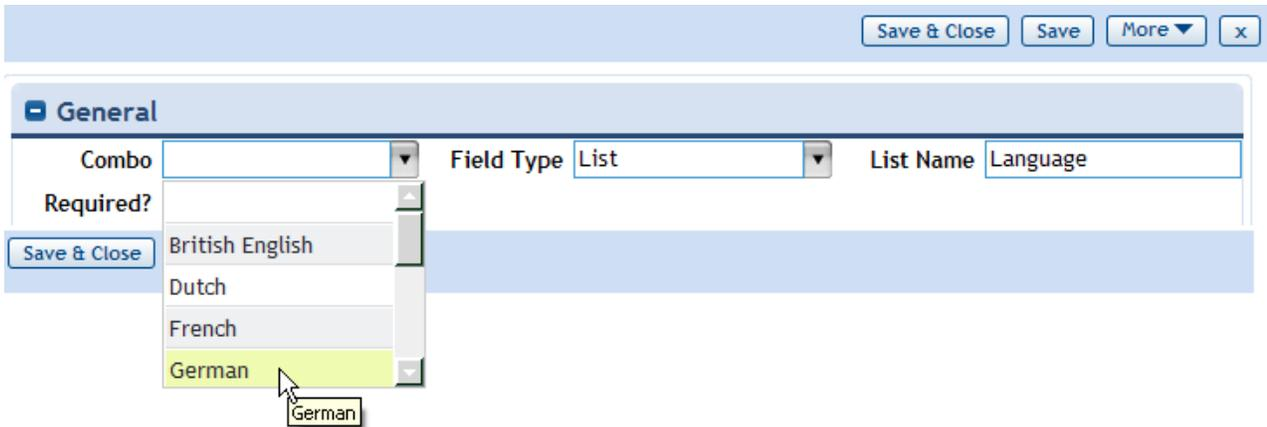 Save & Close Save More x
General
Combo Field Type List List Name Language
Required?
British English
Save & Close
Dutch
French
German
German